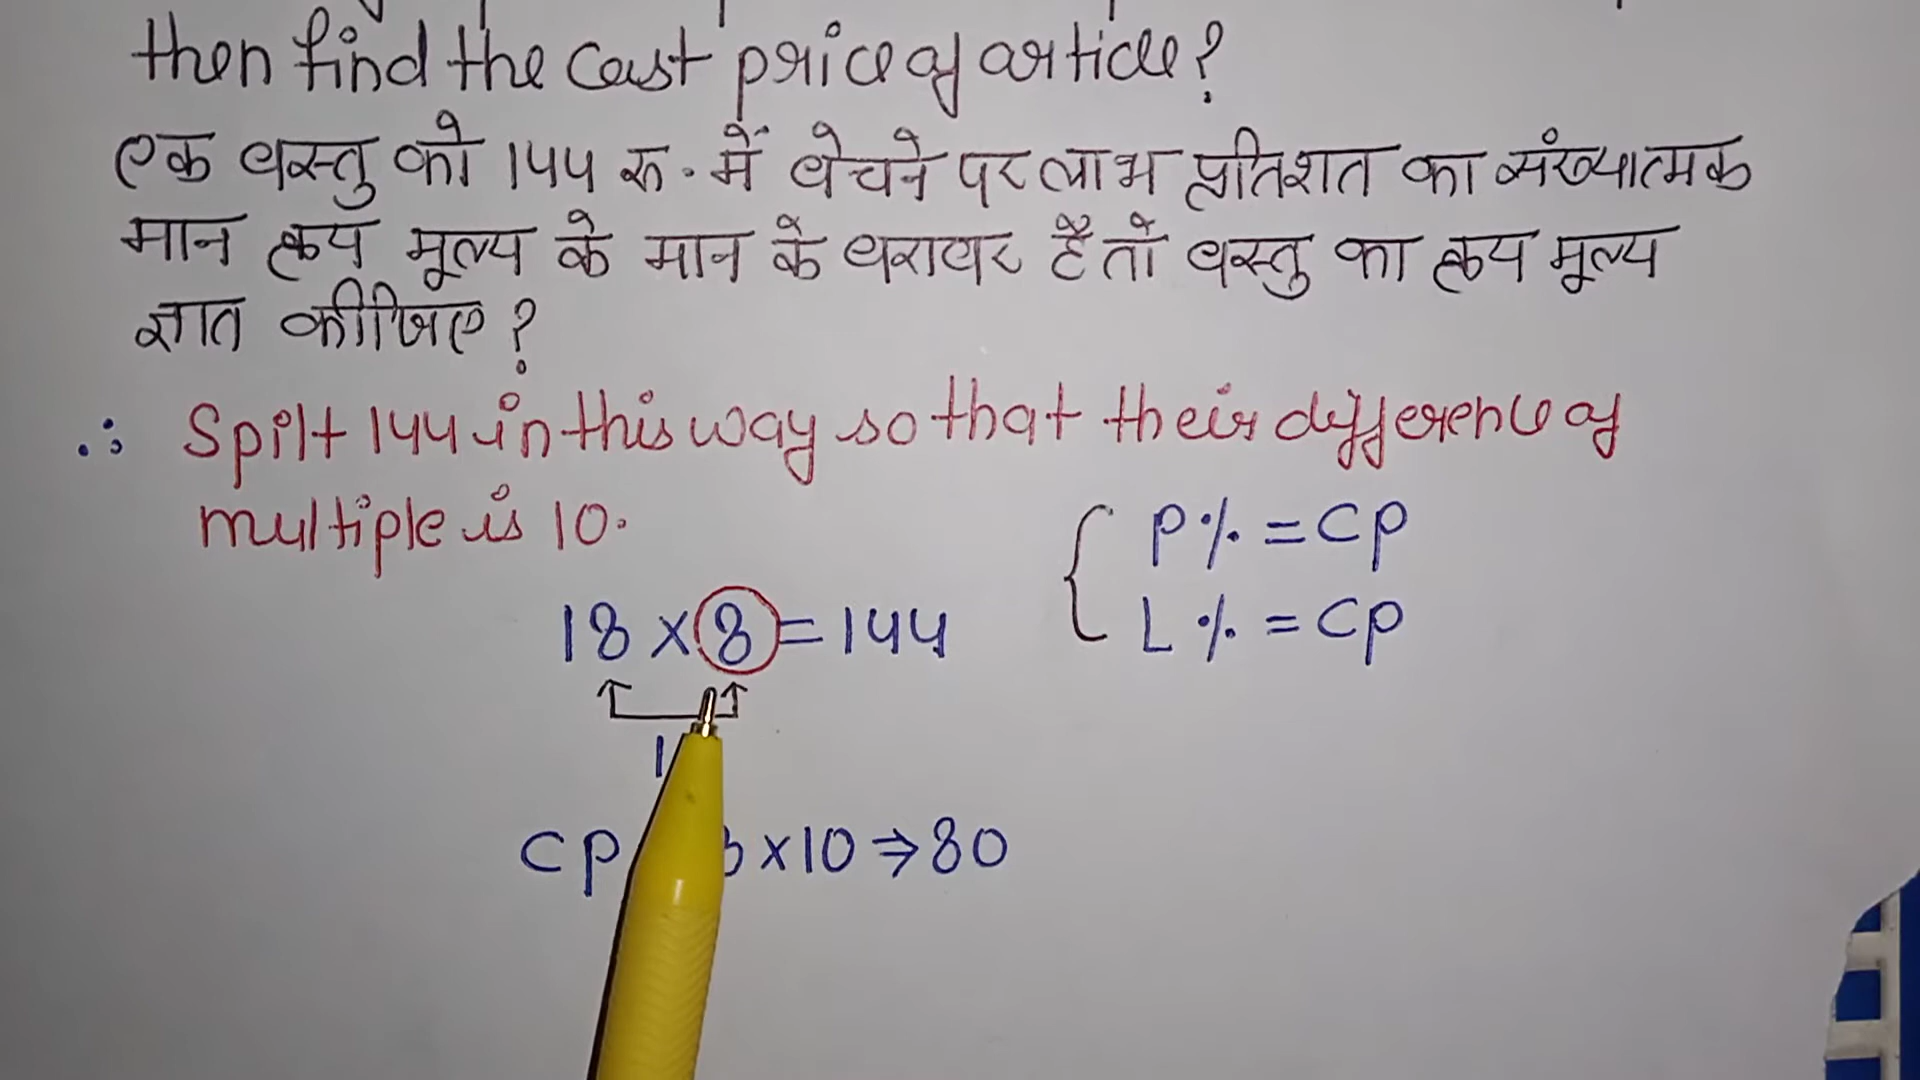 then find the cost price of article?
एक वस्तु को 144 रु. में बेचने पर लाभ प्रतिशत का संख्यात्मक
मान क्रय मूल्य के मान के बराबर है तो वस्तु का क्रय मूल्य
ज्ञात कीजिए?
∴ Spilt 144 in this way so that their difference of
multiple is 10.
P% = CP
L% = CP
18 × 8 = 144
CP × 10 ⇒ 80